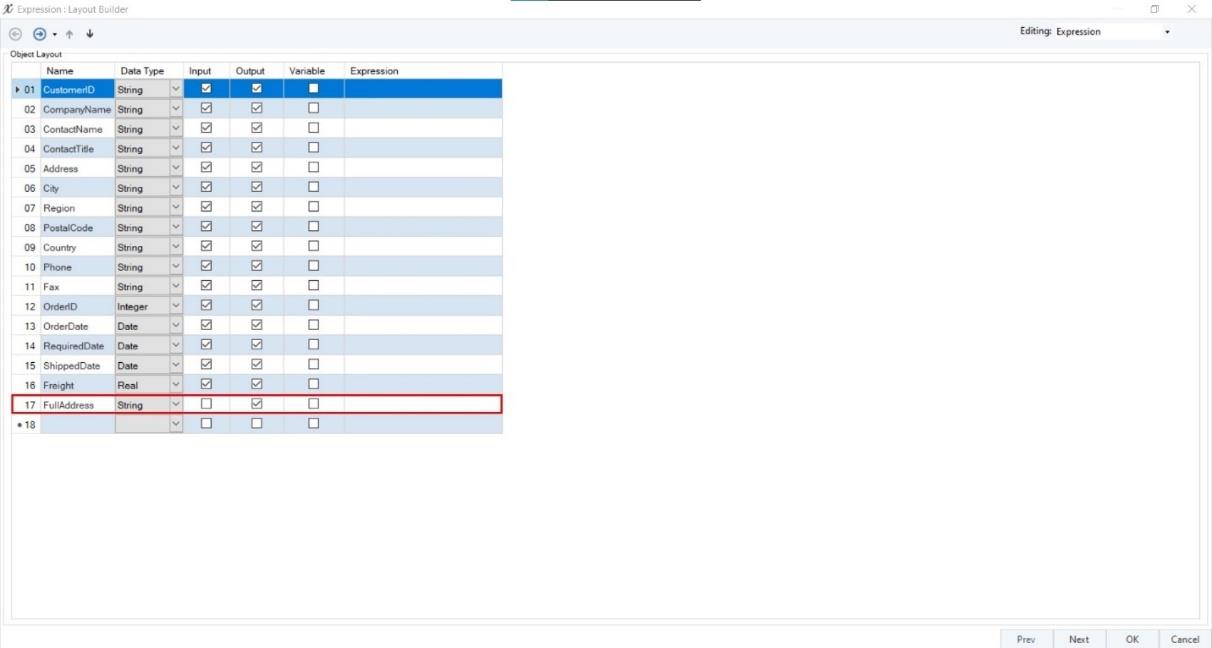 Expression : Layout Builder
Editing: Expression
Object Layout
Name Data Type Input Output Variable Expression
01 CustomerID String
02 CompanyName String
03 ContactName String
04 ContactTitle String
05 Address String
06 City String
07 Region String
08 PostalCode String
09 Country String
10 Phone String
11 Fax String
12 OrderID Integer
13 OrderDate Date
14 RequiredDate Date
15 ShippedDate Date
16 Freight Real
17 FullAddress String
18
Prev Next OK Cancel